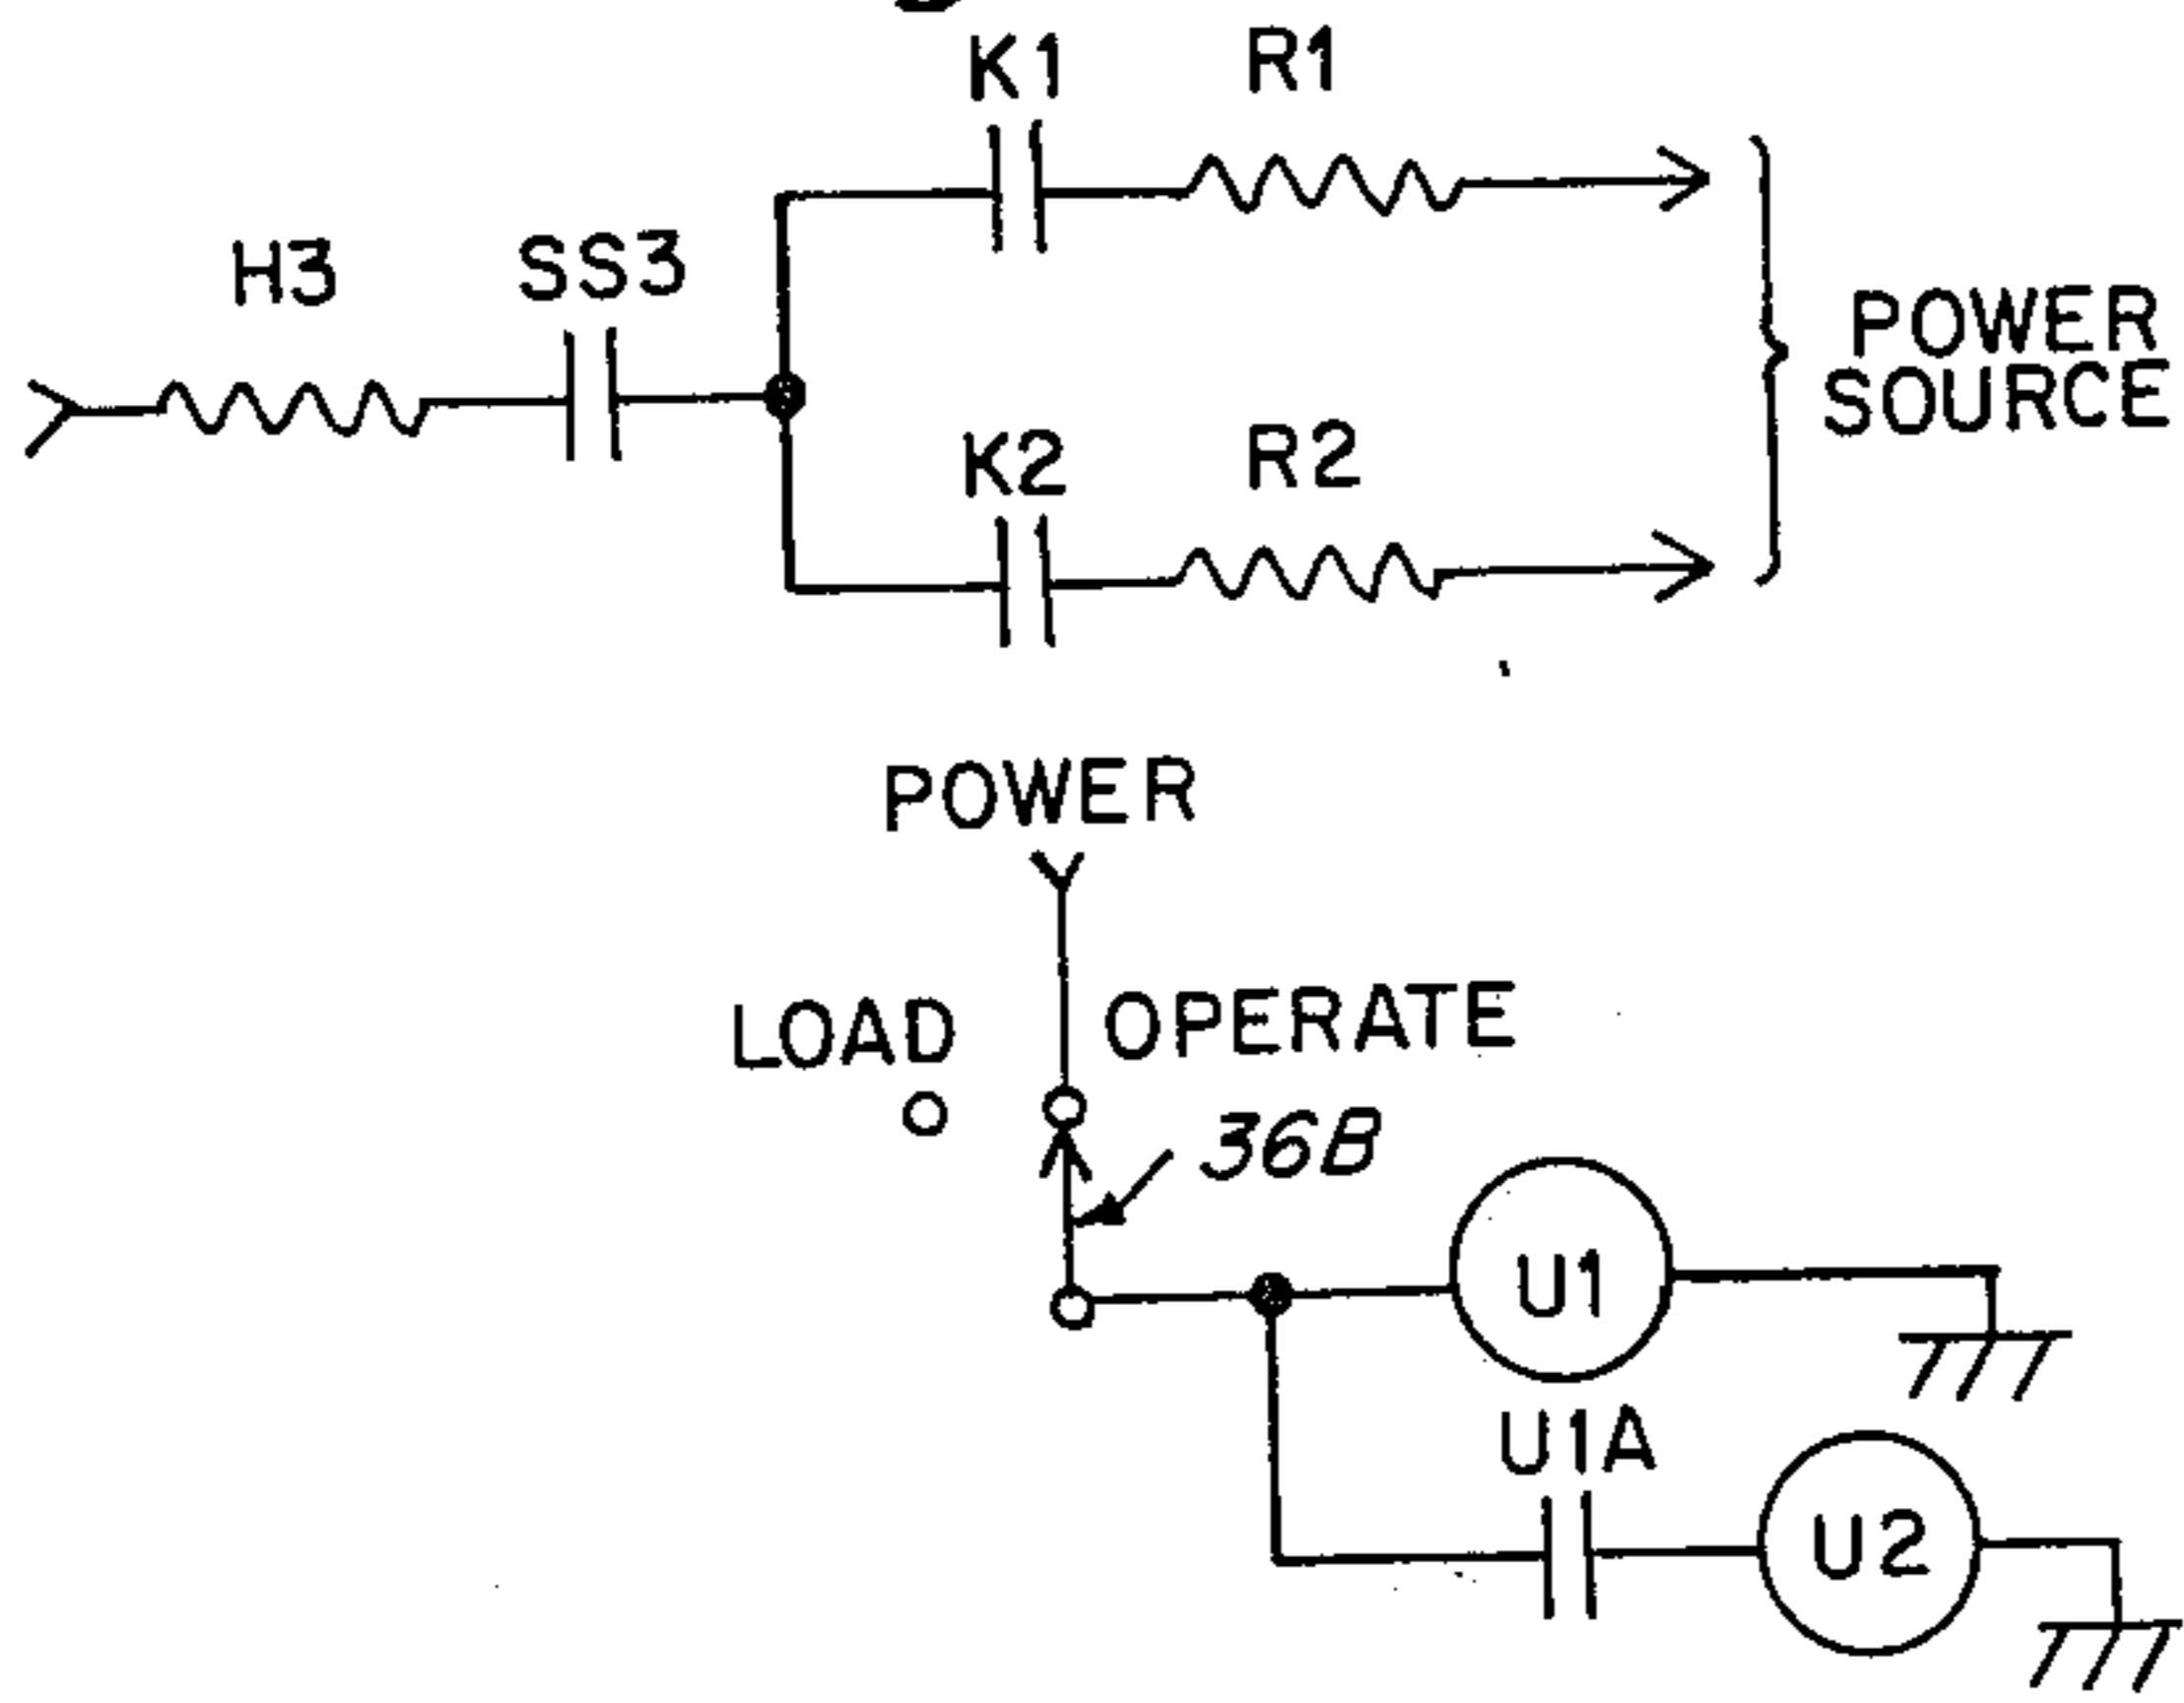 K1
R1
H3
SS3
POWER
SOURCE
K2
R2
POWER
LOAD
OPERATE
36B
U1
U1A
U2